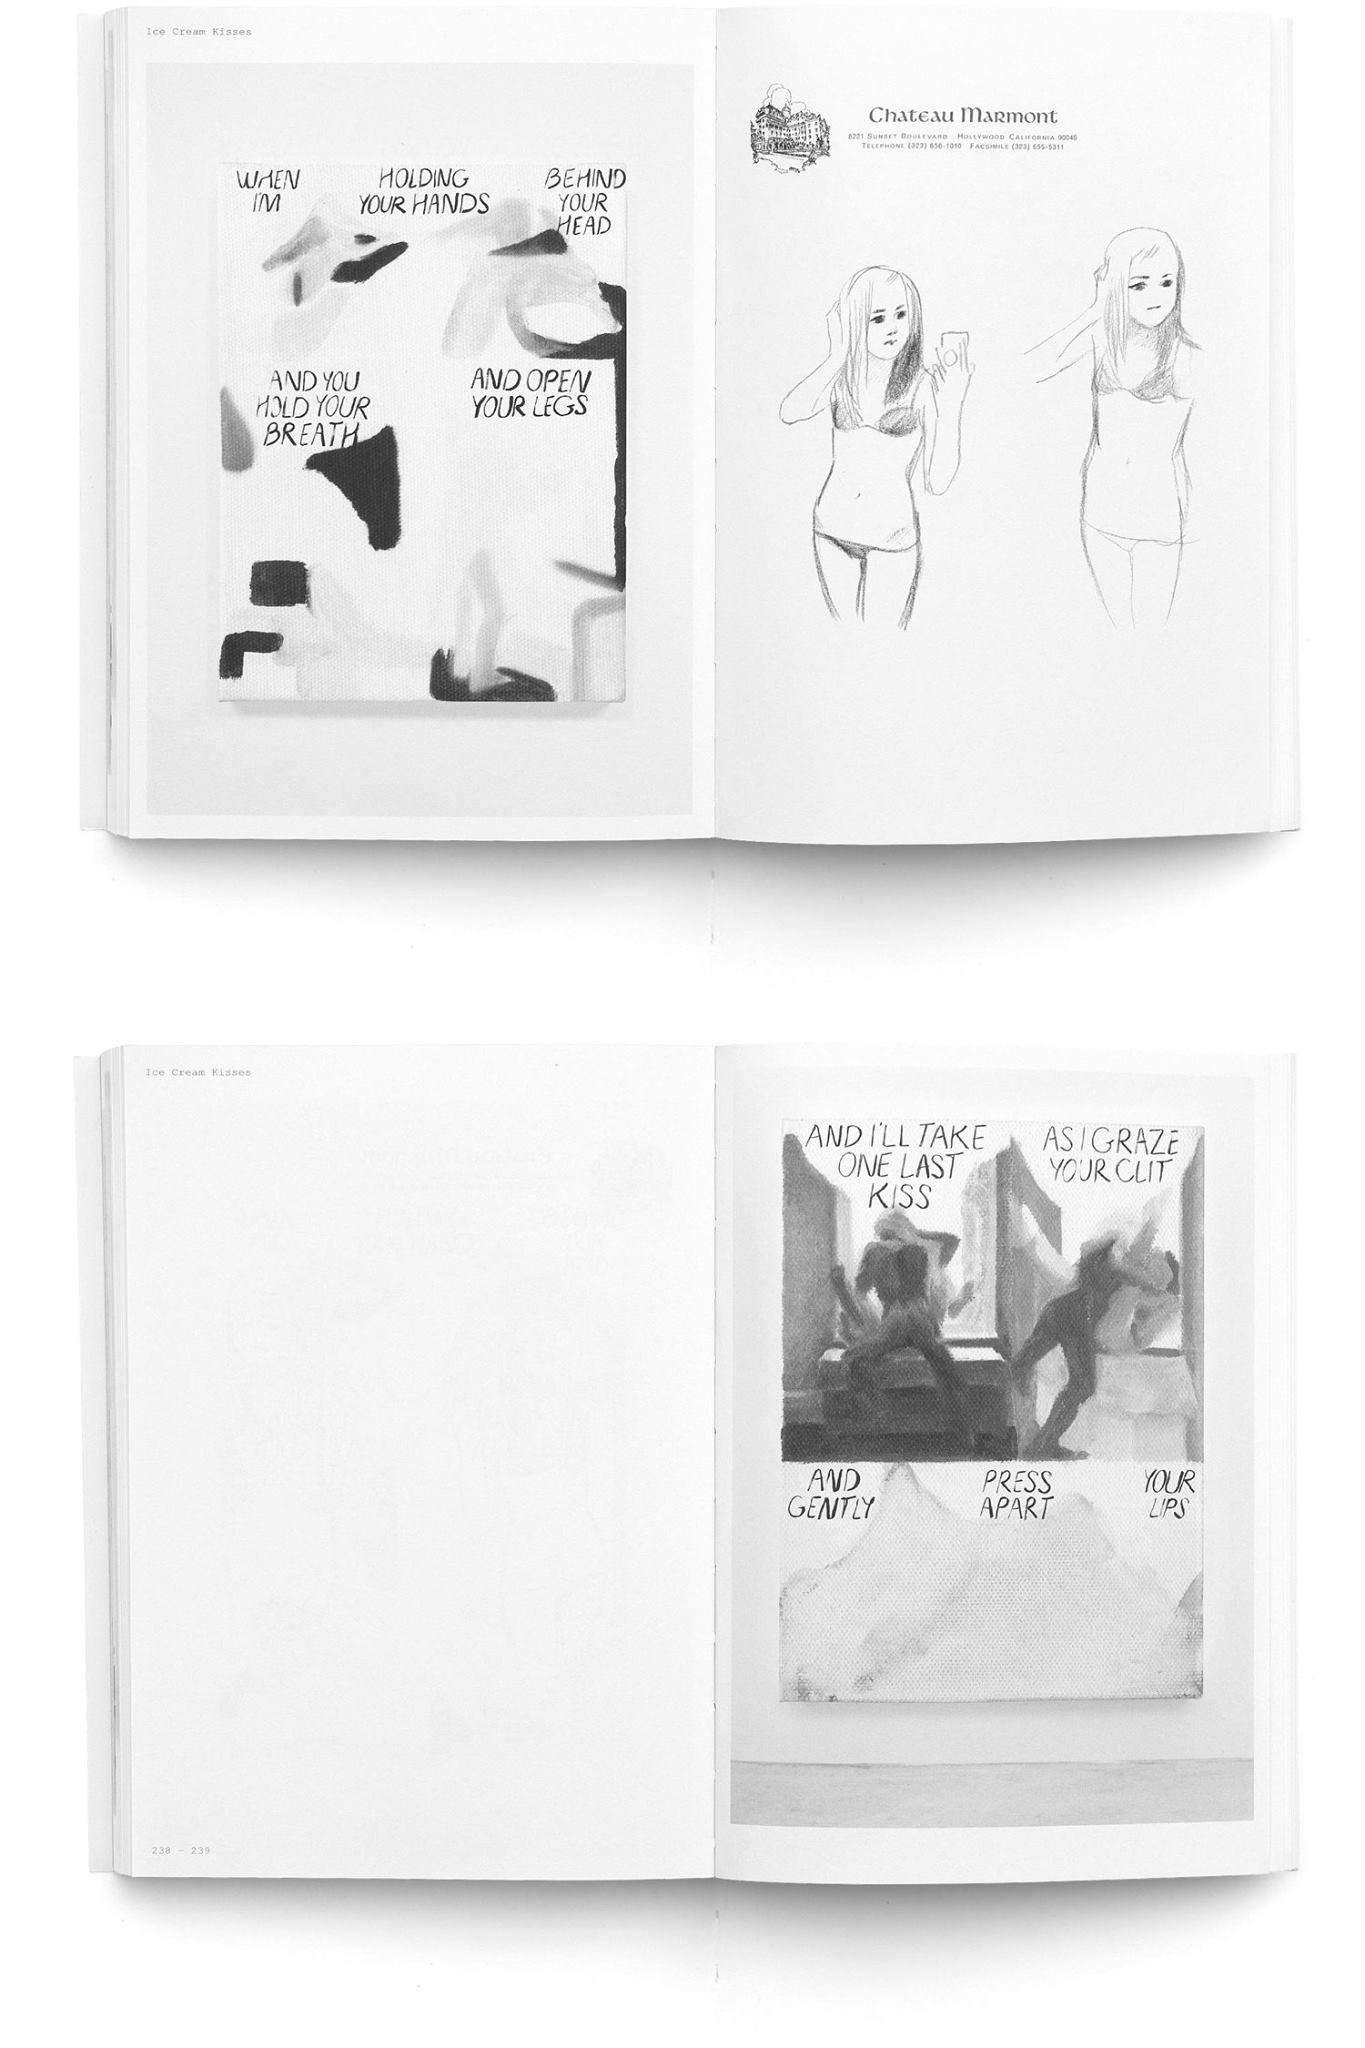 Ice Cream Kisses
WHEN I'M
HOLDING YOUR HANDS
BEHIND YOUR HEAD
AND YOU HOLD YOUR BREATH
AND OPEN YOUR LEGS
Chateau Marmont
8221 Sunset Boulevard Hollywood California 90046
Telephone (323) 656-1010 Facsimile (323) 655-5311
Ice Cream Kisses
AND I'LL TAKE
ONE LAST
KISS
AS I GRAZE
YOUR CLIT
AND
GENTLY
PRESS
APART
YOUR
LIPS
238 — 239